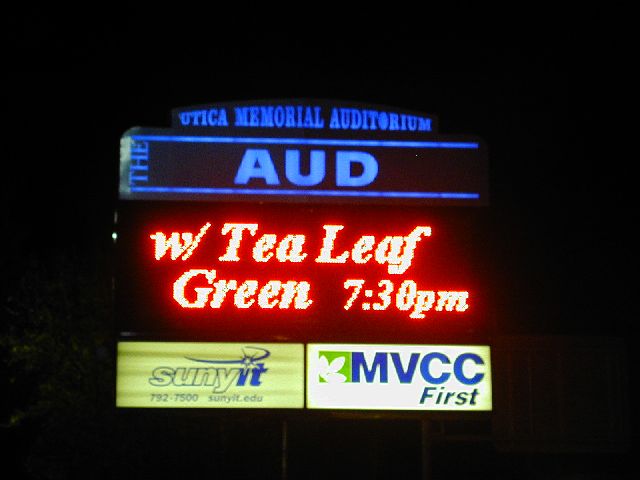 UTICA MEMORIAL AUDITORIUM
THE AUD
w/ Tea Leaf
Green 7:30pm
sunyit
792-7500 sunyit.edu
MVCC
First